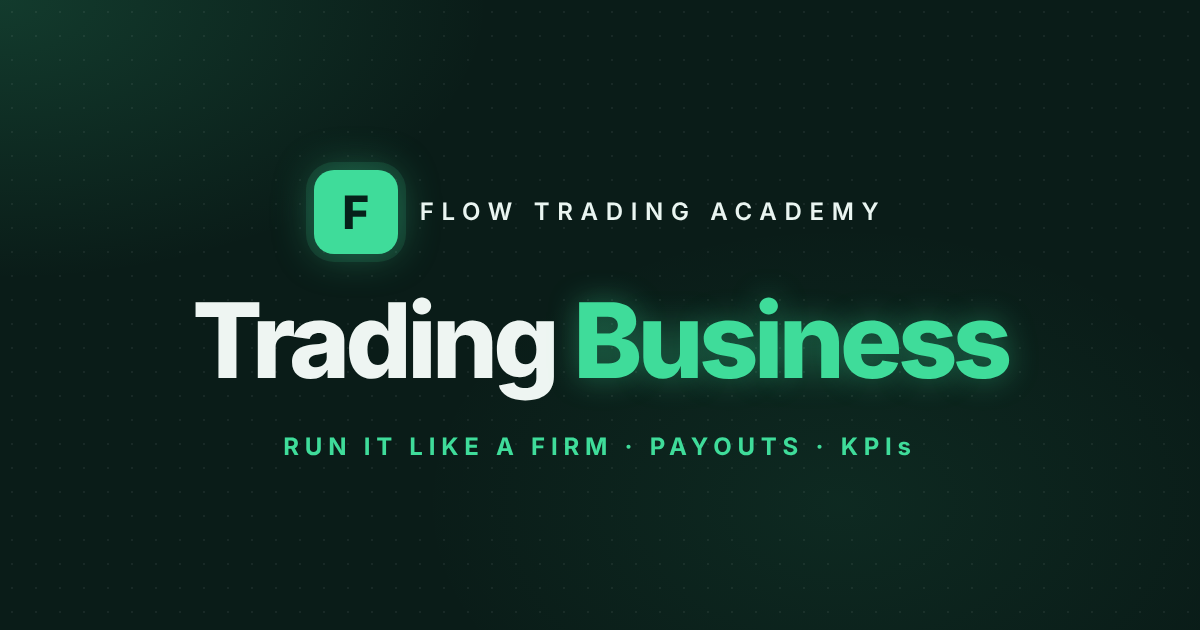 F FLOW TRADING ACADEMY
Trading Business
RUN IT LIKE A FIRM · PAYOUTS · KPIs